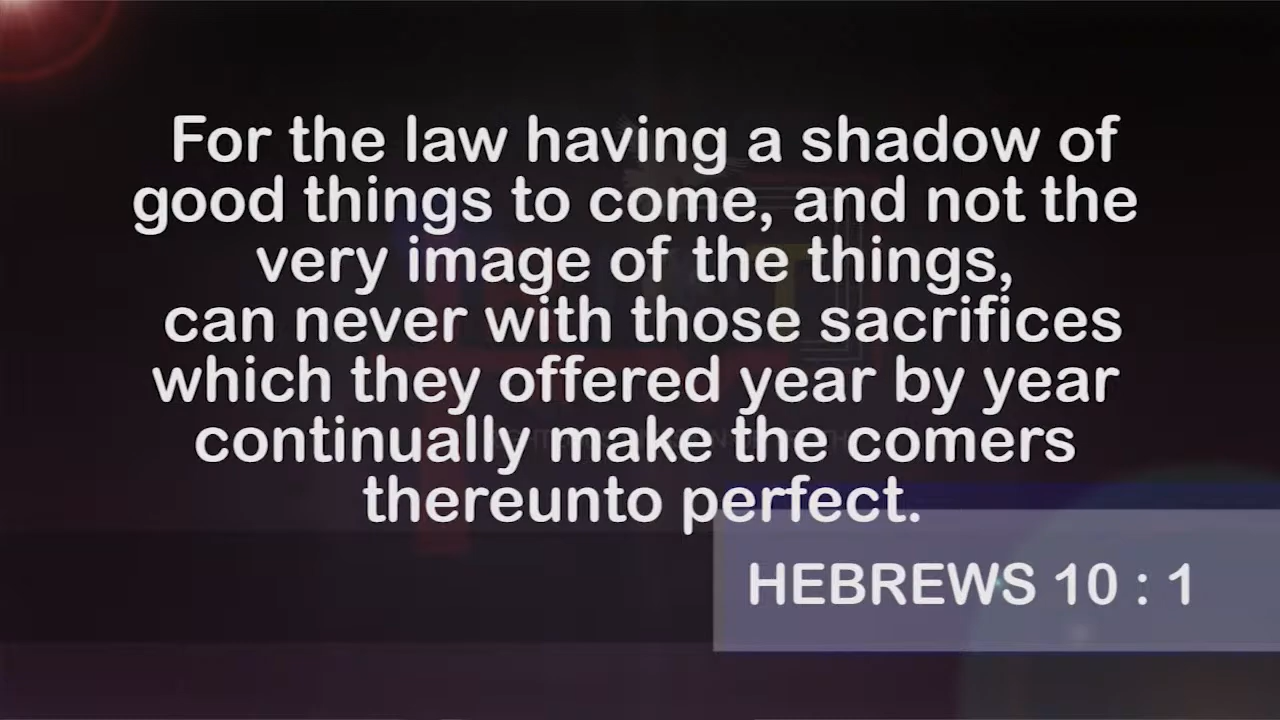 For the law having a shadow of
good things to come, and not the
very image of the things,
can never with those sacrifices
which they offered year by year
continually make the comers
thereunto perfect.
HEBREWS 10 : 1